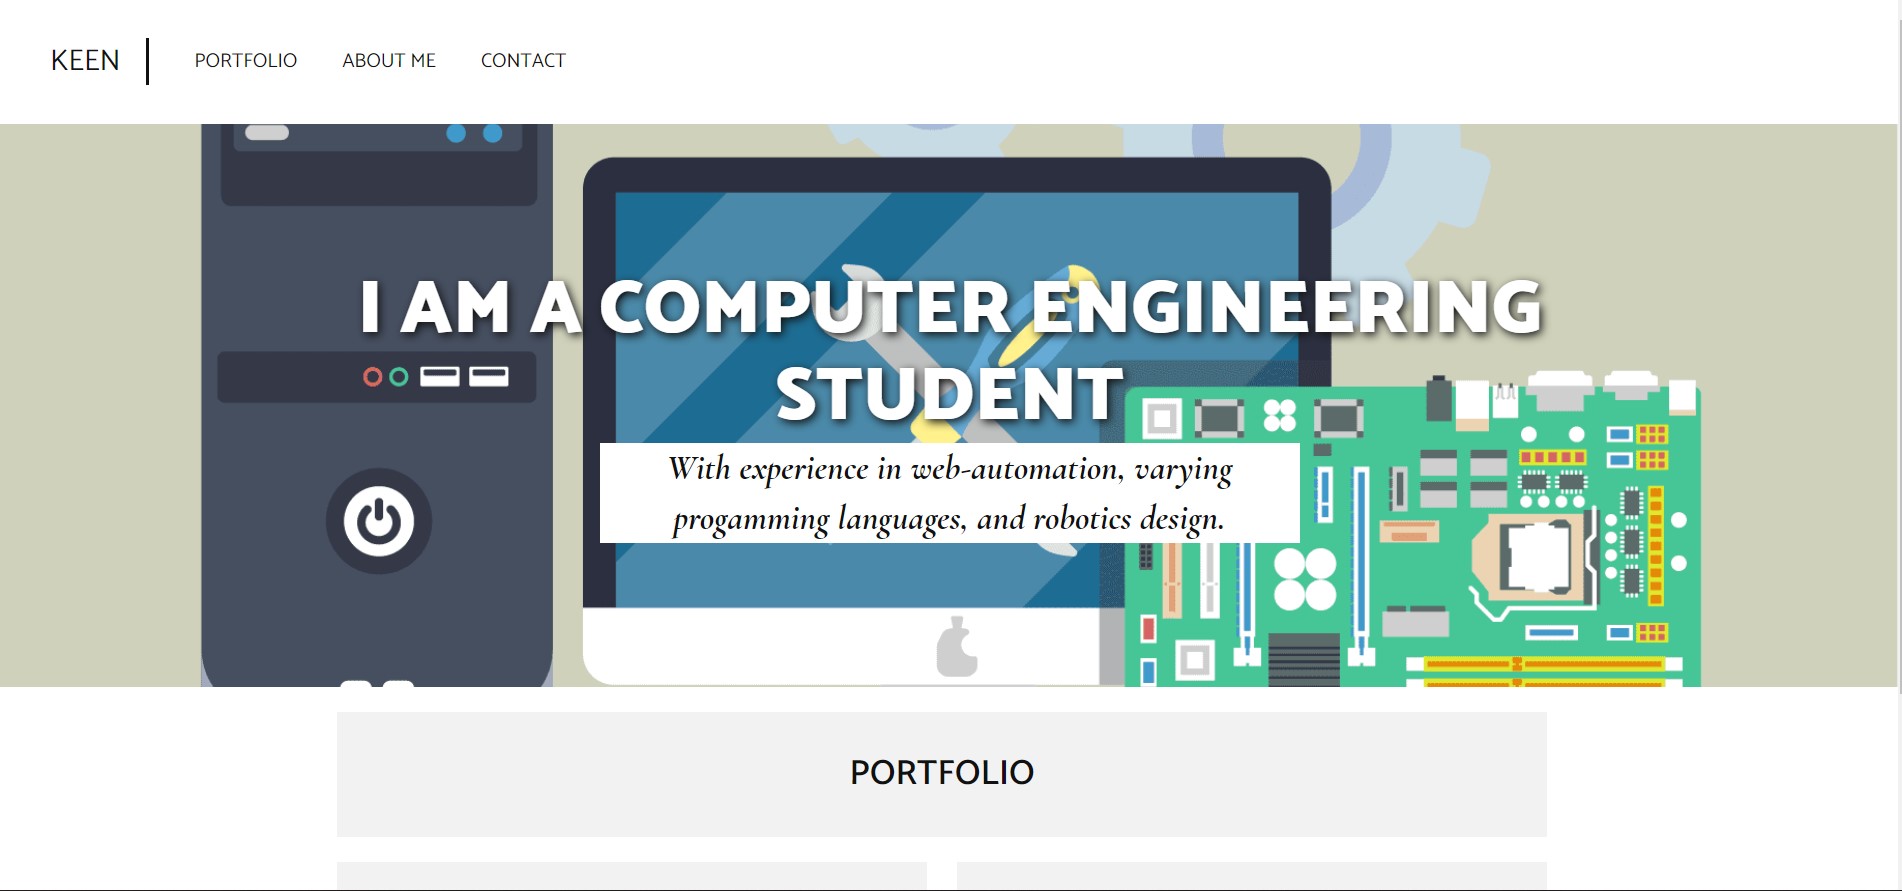 KEEN
PORTFOLIO
ABOUT ME
CONTACT
I AM A COMPUTER ENGINEERING
STUDENT
With experience in web-automation, varying
progamming languages, and robotics design.
PORTFOLIO